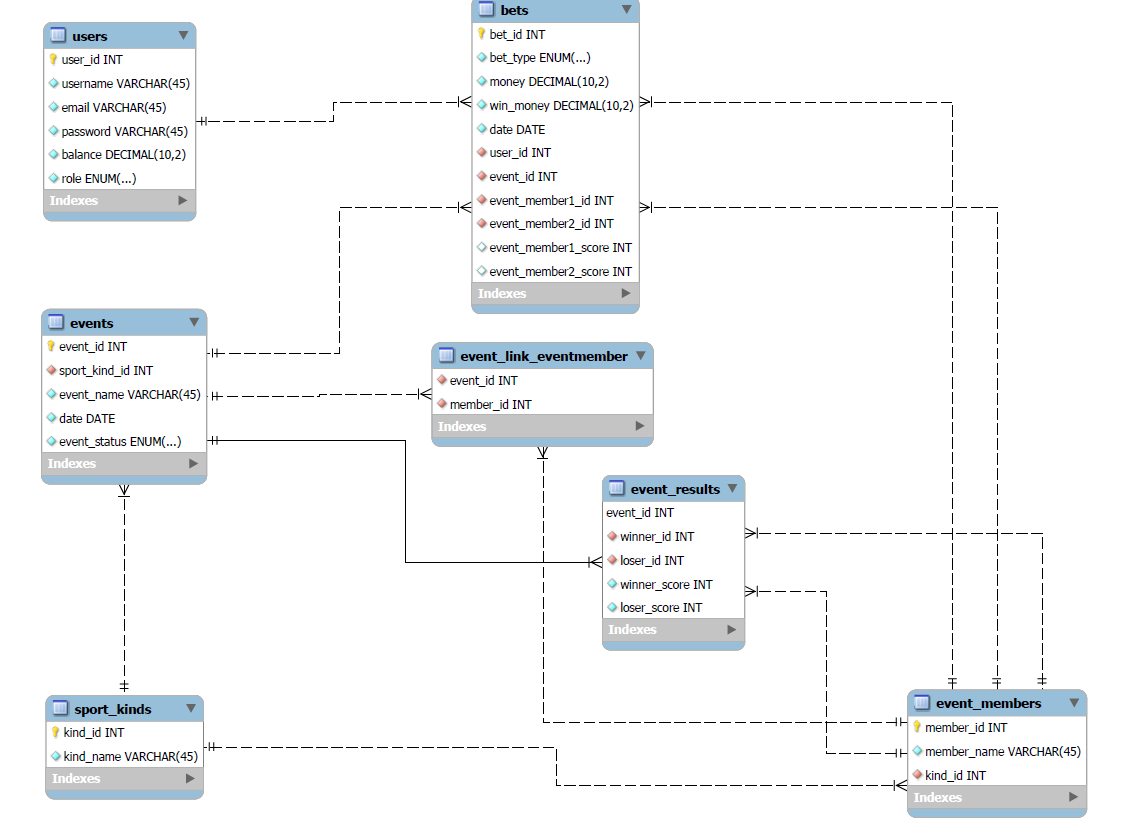 users
user_id INT
username VARCHAR(45)
email VARCHAR(45)
password VARCHAR(45)
balance DECIMAL(10,2)
role ENUM(...)
Indexes
bets
bet_id INT
bet_type ENUM(...)
money DECIMAL(10,2)
win_money DECIMAL(10,2)
date DATE
user_id INT
event_id INT
event_member1_id INT
event_member2_id INT
event_member1_score INT
event_member2_score INT
Indexes
events
event_id INT
sport_kind_id INT
event_name VARCHAR(45)
date DATE
event_status ENUM(...)
Indexes
event_link_eventmember
event_id INT
member_id INT
Indexes
event_results
event_id INT
winner_id INT
loser_id INT
winner_score INT
loser_score INT
Indexes
sport_kinds
kind_id INT
kind_name VARCHAR(45)
Indexes
event_members
member_id INT
member_name VARCHAR(45)
kind_id INT
Indexes